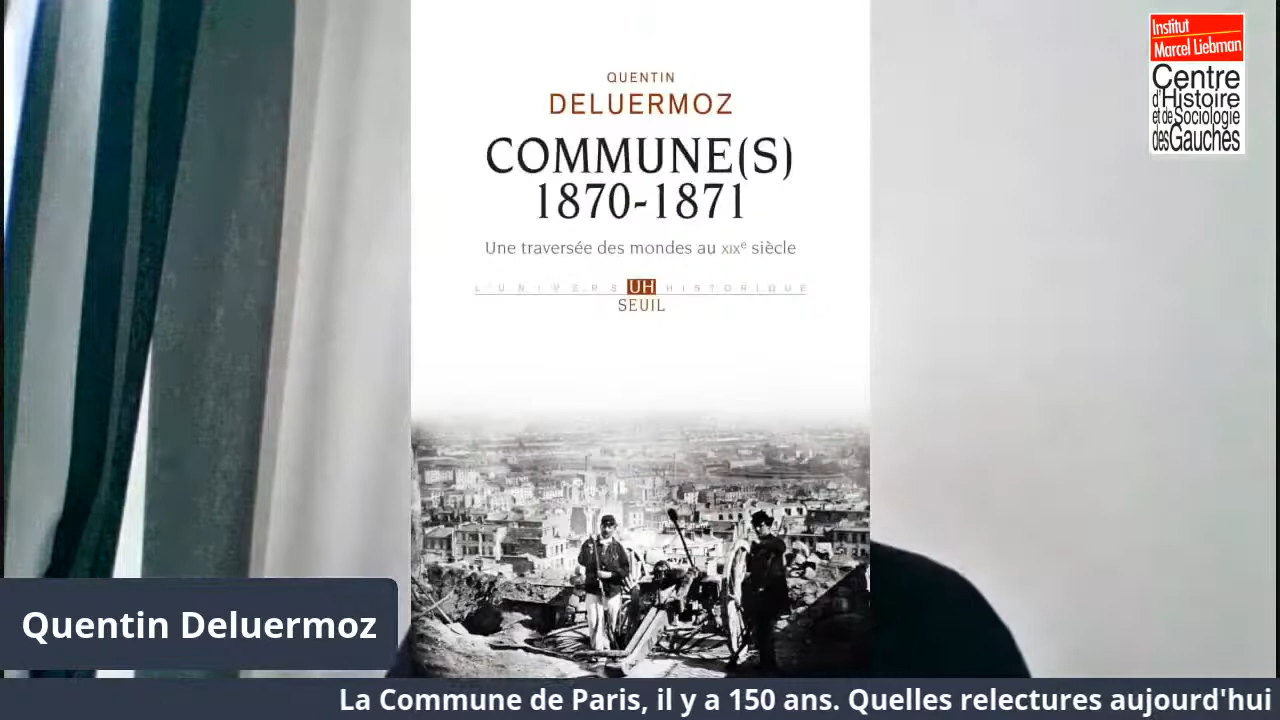 QUENTIN
DELUERMOZ
COMMUNE(S)
1870-1871
Une traversée des mondes au XIXe siècle
L'UNIVERS UH HISTORIQUE
SEUIL
Institut
Marcel Liebman
Centre
d'Histoire
et de Sociologie
des Gauches
Quentin Deluermoz
La Commune de Paris, il y a 150 ans. Quelles relectures aujourd'hui